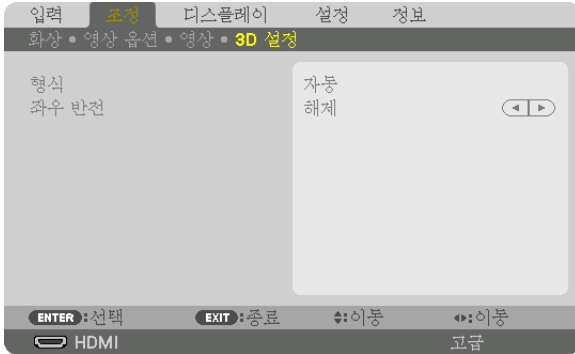 입력 조정 디스플레이 설정 정보
화상 • 영상 옵션 • 영상 • 3D 설정
형식 자동
좌우 반전 해제
ENTER:선택 EXIT:종료 :이동 :이동
HDMI 고급